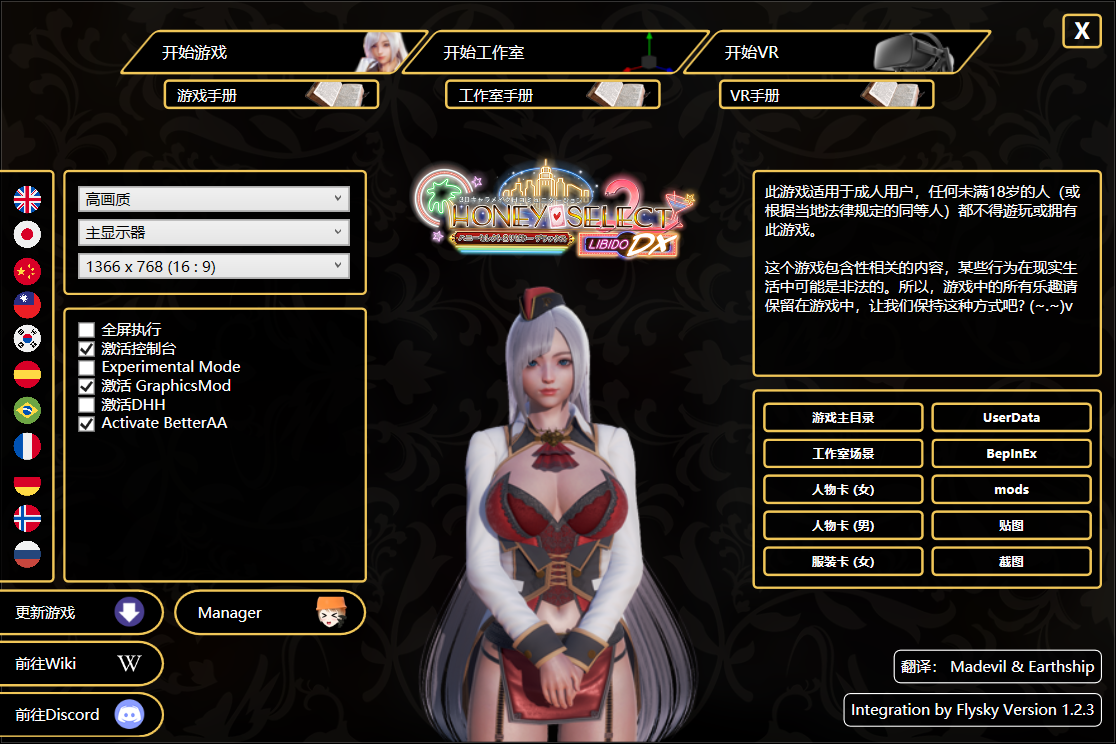 X
开始游戏
开始工作室
开始VR
游戏手册
工作室手册
VR手册
高画质
主显示器
1366 x 768 (16 : 9)
全屏执行
激活控制台
Experimental Mode
激活 GraphicsMod
激活DHH
Activate BetterAA
HONEY SELECT 2
LIBIDO DX
此游戏适用于成人用户，任何未满18岁的人（或
根据当地法律规定的同等人）都不得遊玩或拥有
此游戏。
这个游戏包含性相关的内容，某些行为在现实生
活中可能是非法的。所以，游戏中的所有乐趣请
保留在游戏中，让我们保持这种方式吧? (~.~)v
游戏主目录
UserData
工作室场景
BepInEx
人物卡 (女)
mods
人物卡 (男)
贴图
服装卡 (女)
截图
更新游戏
Manager
前往Wiki
W
前往Discord
翻译： Madevil & Earthship
Integration by Flysky Version 1.2.3